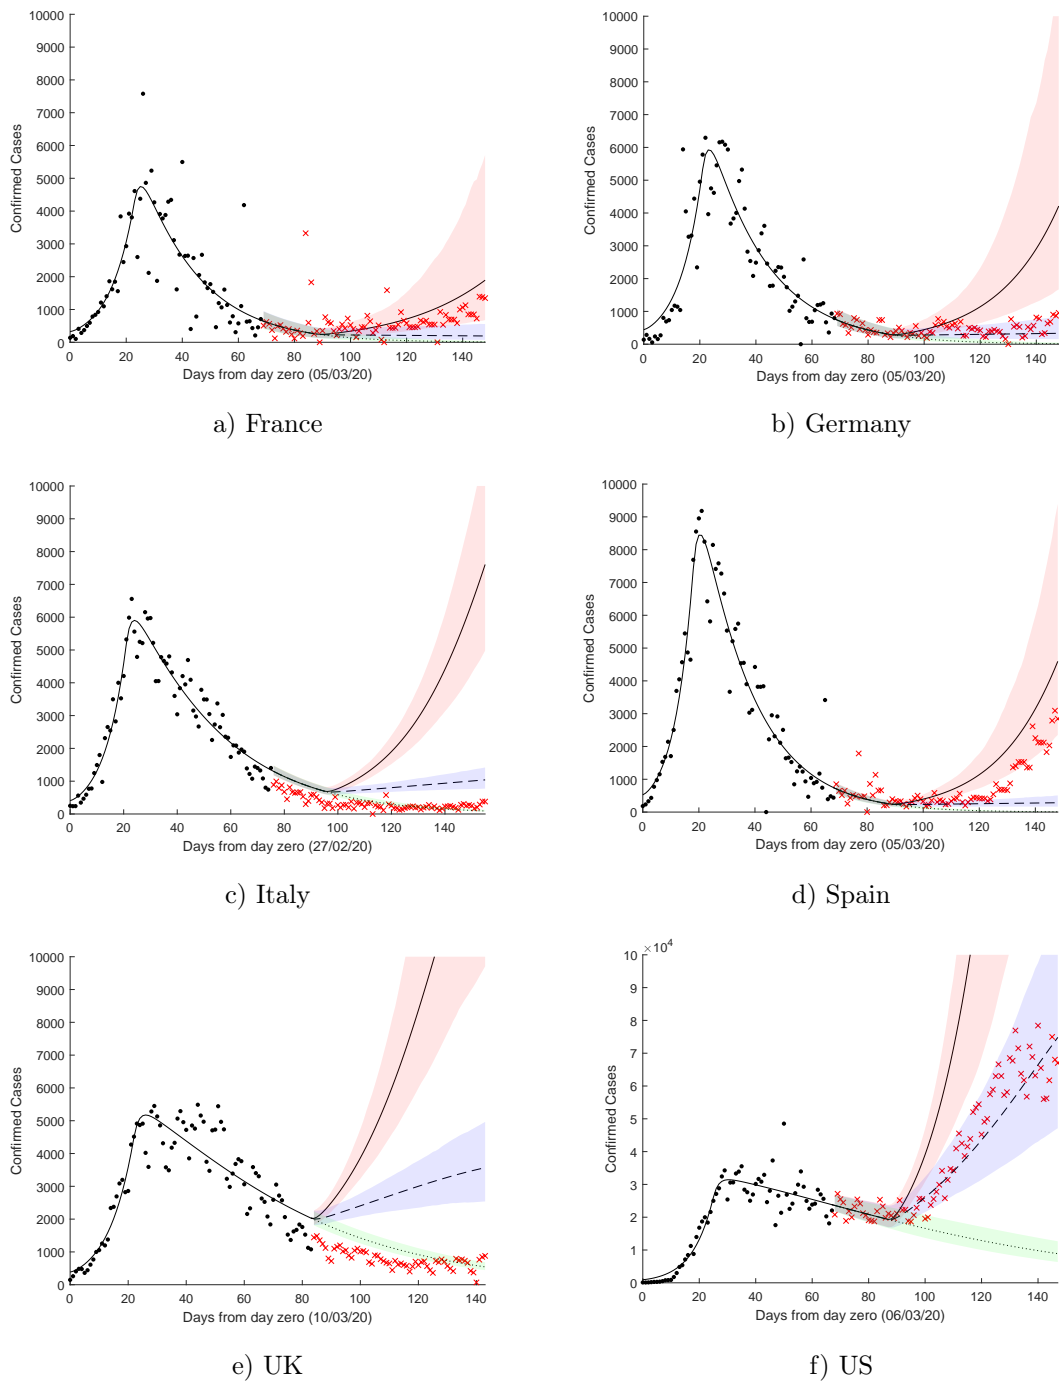 10000
9000
8000
7000
6000
5000
4000
3000
2000
1000
0
Confirmed Cases
0 20 40 60 80 100 120 140
Days from day zero (05/03/20)
a) France
10000
9000
8000
7000
6000
5000
4000
3000
2000
1000
0
Confirmed Cases
0 20 40 60 80 100 120 140
Days from day zero (05/03/20)
b) Germany
10000
9000
8000
7000
6000
5000
4000
3000
2000
1000
0
Confirmed Cases
0 20 40 60 80 100 120 140
Days from day zero (27/02/20)
c) Italy
10000
9000
8000
7000
6000
5000
4000
3000
2000
1000
0
Confirmed Cases
0 20 40 60 80 100 120 140
Days from day zero (05/03/20)
d) Spain
10000
9000
8000
7000
6000
5000
4000
3000
2000
1000
0
Confirmed Cases
0 20 40 60 80 100 120 140
Days from day zero (10/03/20)
e) UK
×10⁴
10
9
8
7
6
5
4
3
2
1
0
Confirmed Cases
0 20 40 60 80 100 120 140
Days from day zero (06/03/20)
f) US